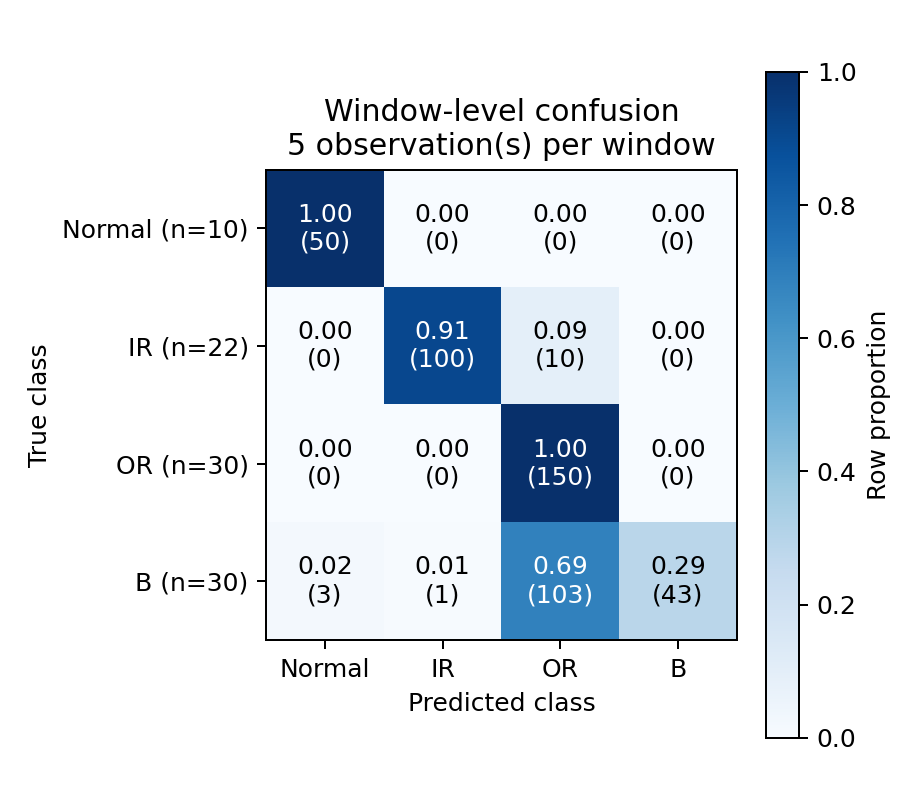 Window-level confusion
5 observation(s) per window
True class
Normal (n=10)
1.00 0.00 0.00 0.00
(50) (0) (0) (0)
IR (n=22)
0.00 0.91 0.09 0.00
(0) (100) (10) (0)
OR (n=30)
0.00 0.00 1.00 0.00
(0) (0) (150) (0)
B (n=30)
0.02 0.01 0.69 0.29
(3) (1) (103) (43)
Normal IR OR B
Predicted class
1.0
0.8
0.6
0.4
0.2
0.0
Row proportion